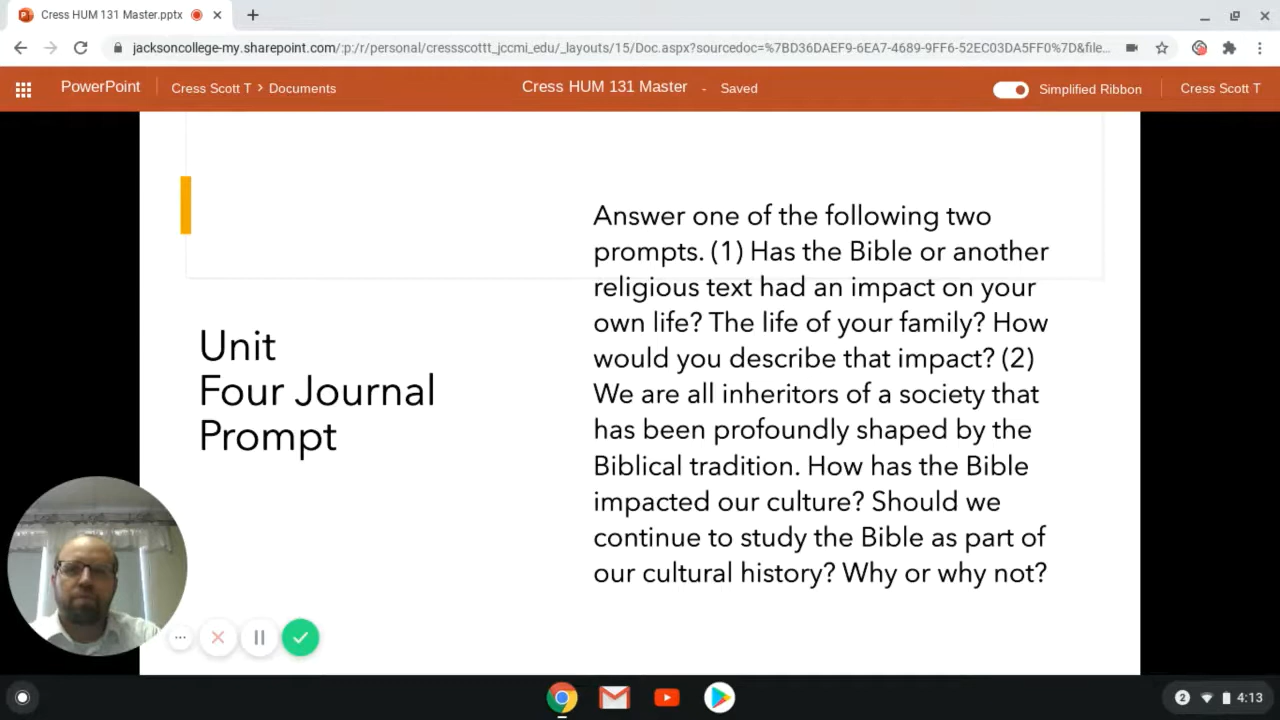 Cress HUM 131 Master.pptx
jacksoncollege-my.sharepoint.com/:p:/r/personal/cressscottt_jccmi_edu/_layouts/15/Doc.aspx?sourcedoc=%7BD36DAEF9-6EA7-4689-9FF6-52EC03DA5FF0%7D&file...
PowerPoint
Cress Scott T > Documents
Cress HUM 131 Master - Saved
Simplified Ribbon
Cress Scott T
Unit
Four Journal
Prompt
Answer one of the following two
prompts. (1) Has the Bible or another
religious text had an impact on your
own life? The life of your family? How
would you describe that impact? (2)
We are all inheritors of a society that
has been profoundly shaped by the
Biblical tradition. How has the Bible
impacted our culture? Should we
continue to study the Bible as part of
our cultural history? Why or why not?
2
4:13